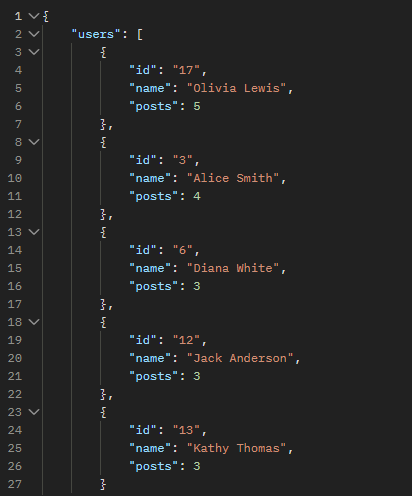 1 {
2 "users": [
3 {
4 "id": "17",
5 "name": "Olivia Lewis",
6 "posts": 5
7 },
8 {
9 "id": "3",
10 "name": "Alice Smith",
11 "posts": 4
12 },
13 {
14 "id": "6",
15 "name": "Diana White",
16 "posts": 3
17 },
18 {
19 "id": "12",
20 "name": "Jack Anderson",
21 "posts": 3
22 },
23 {
24 "id": "13",
25 "name": "Kathy Thomas",
26 "posts": 3
27 }